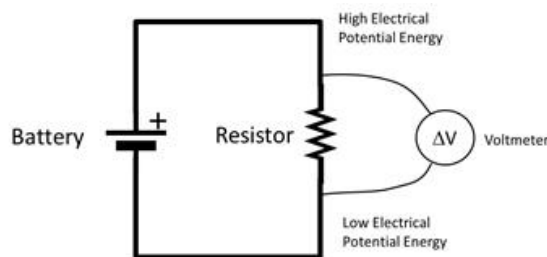 High Electrical
Potential Energy
+
Battery
Resistor
ΔV
Voltmeter
Low Electrical
Potential Energy